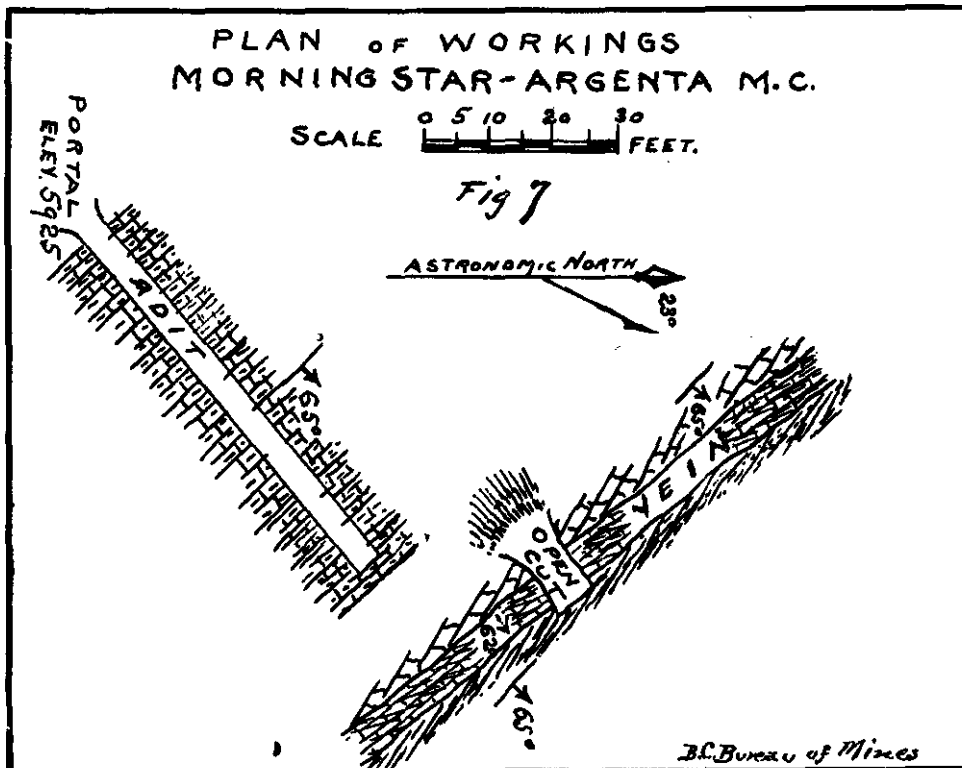 PLAN OF WORKINGS
MORNING STAR-ARGENTA M.C.
0 5 10 20 30
SCALE FEET.
Fig 7
PORTAL
ELEV. 5925
ASTRONOMIC NORTH
23°
ADIT
65°
65°
VEIN
OPEN
CUT
62°
65°
B.C. Bureau of Mines